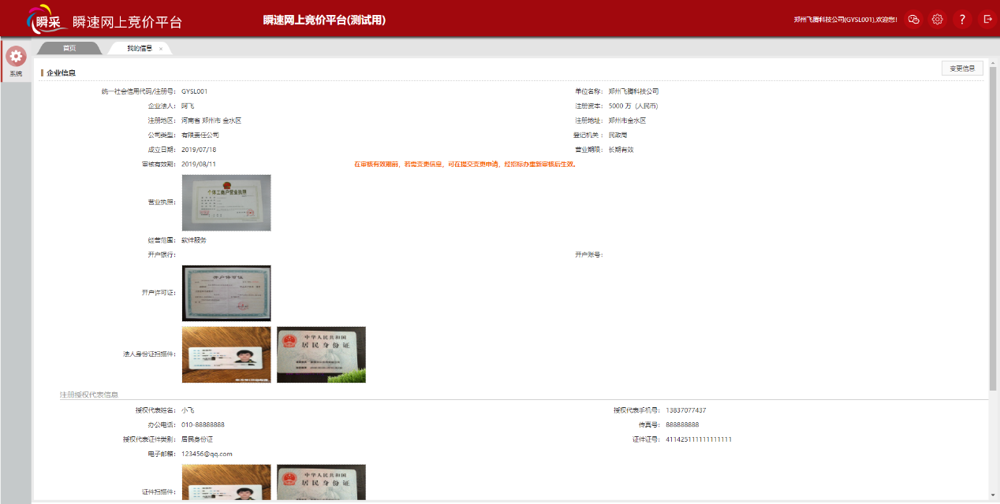 瞬采 瞬速网上竞价平台 瞬速网上竞价平台(测试用) 郑州飞腾科技公司(GYSL001),欢迎您!
首页 我的信息 ×
系统
企业信息 变更信息
统一社会信用代码/注册号: GYSL001 单位名称: 郑州飞腾科技公司
企业法人: 阿飞 注册资本: 5000 万 (人民币)
注册地区: 河南省 郑州市 金水区 注册地址: 郑州市金水区
公司类型: 有限责任公司 登记机关: 民政局
成立日期: 2019/07/18 营业期限: 长期有效
审核有效期: 2019/08/11 在审核有效期前,若需变更信息,可在提交变更申请,经招标办重新审核后生效。
营业执照:
个体工商户营业执照
经营范围: 软件服务
开户银行: 开户账号:
开户许可证:
开户许可证
法人身份证扫描件:
中华人民共和国
居民身份证
注册授权代表信息
授权代表姓名: 小飞 授权代表手机号: 13837077437
办公电话: 010-88888888 传真号: 888888888
授权代表证件类别: 居民身份证 证件证号: 411425111111111111
电子邮箱: 123456@qq.com
证件扫描件:
中华人民共和国
居民身份证